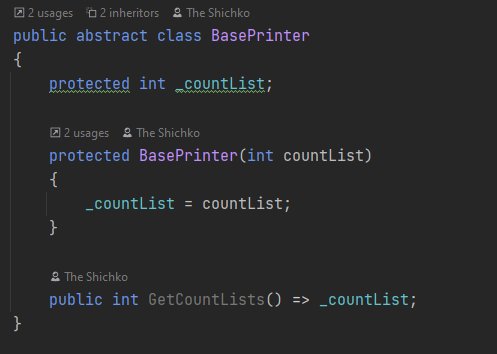 2 usages 2 inheritors The Shichko
public abstract class BasePrinter
{
protected int _countList;
2 usages The Shichko
protected BasePrinter(int countList)
{
_countList = countList;
}
The Shichko
public int GetCountLists() => _countList;
}